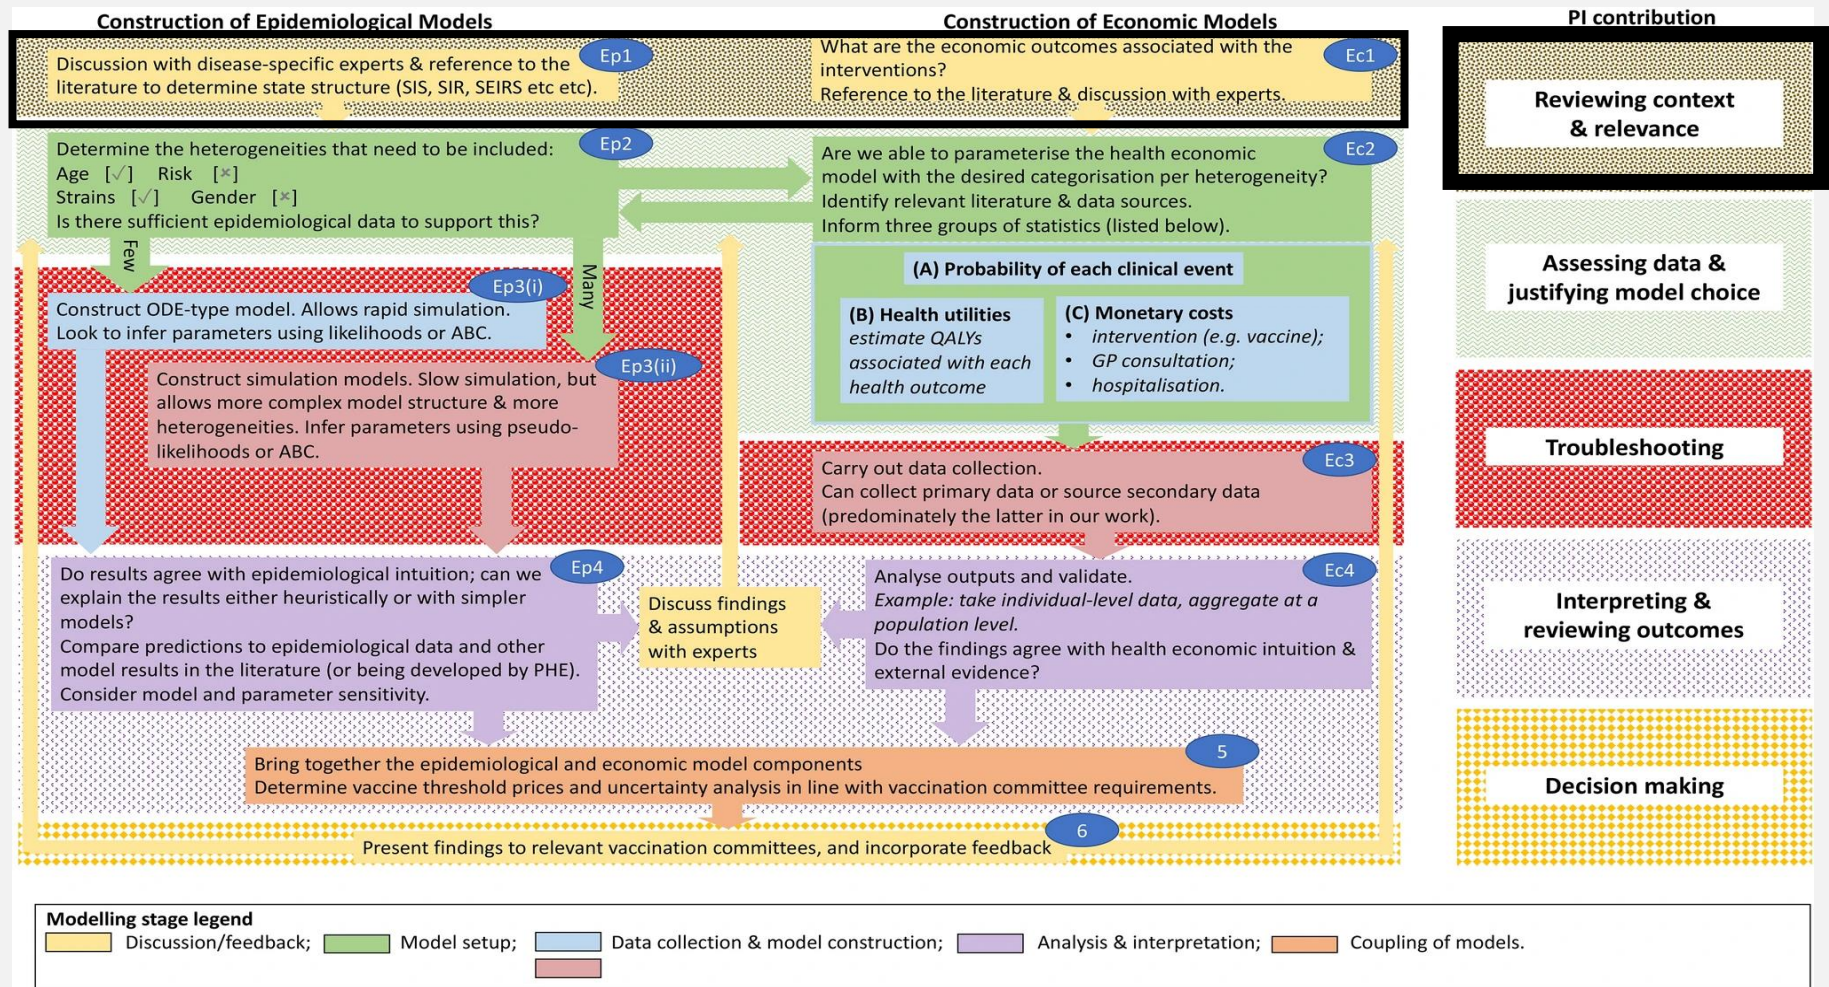 Construction of Epidemiological Models
Construction of Economic Models
PI contribution
Discussion with disease-specific experts & reference to the
literature to determine state structure (SIS, SIR, SEIRS etc etc).
Ep1
What are the economic outcomes associated with the
interventions?
Reference to the literature & discussion with experts.
Ec1
Reviewing context
& relevance
Determine the heterogeneities that need to be included:
Age [✓] Risk [×]
Strains [✓] Gender [×]
Is there sufficient epidemiological data to support this?
Ep2
Are we able to parameterise the health economic
model with the desired categorisation per heterogeneity?
Identify relevant literature & data sources.
Inform three groups of statistics (listed below).
Ec2
Few
Many
(A) Probability of each clinical event
(B) Health utilities
estimate QALYs
associated with each
health outcome
(C) Monetary costs
• intervention (e.g. vaccine);
• GP consultation;
• hospitalisation.
Assessing data &
justifying model choice
Ep3(i)
Construct ODE-type model. Allows rapid simulation.
Look to infer parameters using likelihoods or ABC.
Ep3(ii)
Construct simulation models. Slow simulation, but
allows more complex model structure & more
heterogeneities. Infer parameters using pseudo-
likelihoods or ABC.
Ec3
Carry out data collection.
Can collect primary data or source secondary data
(predominately the latter in our work).
Troubleshooting
Ep4
Do results agree with epidemiological intuition; can we
explain the results either heuristically or with simpler
models?
Compare predictions to epidemiological data and other
model results in the literature (or being developed by PHE).
Consider model and parameter sensitivity.
Discuss findings
& assumptions
with experts
Ec4
Analyse outputs and validate.
Example: take individual-level data, aggregate at a
population level.
Do the findings agree with health economic intuition &
external evidence?
Interpreting &
reviewing outcomes
5
Bring together the epidemiological and economic model components
Determine vaccine threshold prices and uncertainty analysis in line with vaccination committee requirements.
6
Present findings to relevant vaccination committees, and incorporate feedback
Decision making
Modelling stage legend
Discussion/feedback; Model setup; Data collection & model construction; Analysis & interpretation; Coupling of models.